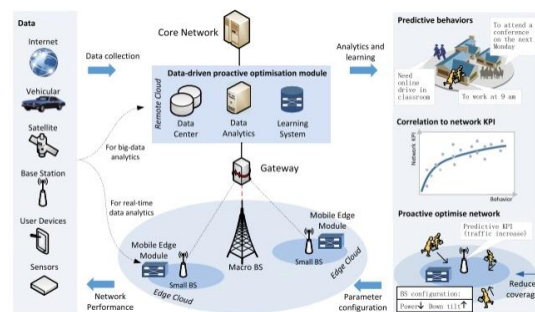 Data
Internet
Vehicular
Satellite
Base Station
User Devices
Sensors
Data collection
For big-data
analytics
For real-time
data analytics
Network
Performance
Core Network
Data-driven proactive optimisation module
Remote Cloud
Data
Center
Data
Analytics
Learning
System
Gateway
Mobile Edge
Module
Small BS
Edge Cloud
Macro BS
Mobile Edge
Module
Small BS
Edge Cloud
Analytics and
learning
Parameter
configuration
Predictive behaviors
To attend a
conference
on the next
Monday
Need
online
drive in
classroom
To work at 9 am
Correlation to network KPI
Network KPI
Behavior
Proactive optimise network
Predictive KPI
(traffic increase)
Reduce
coverag
BS configuration:
Power↓ Down tilt↑